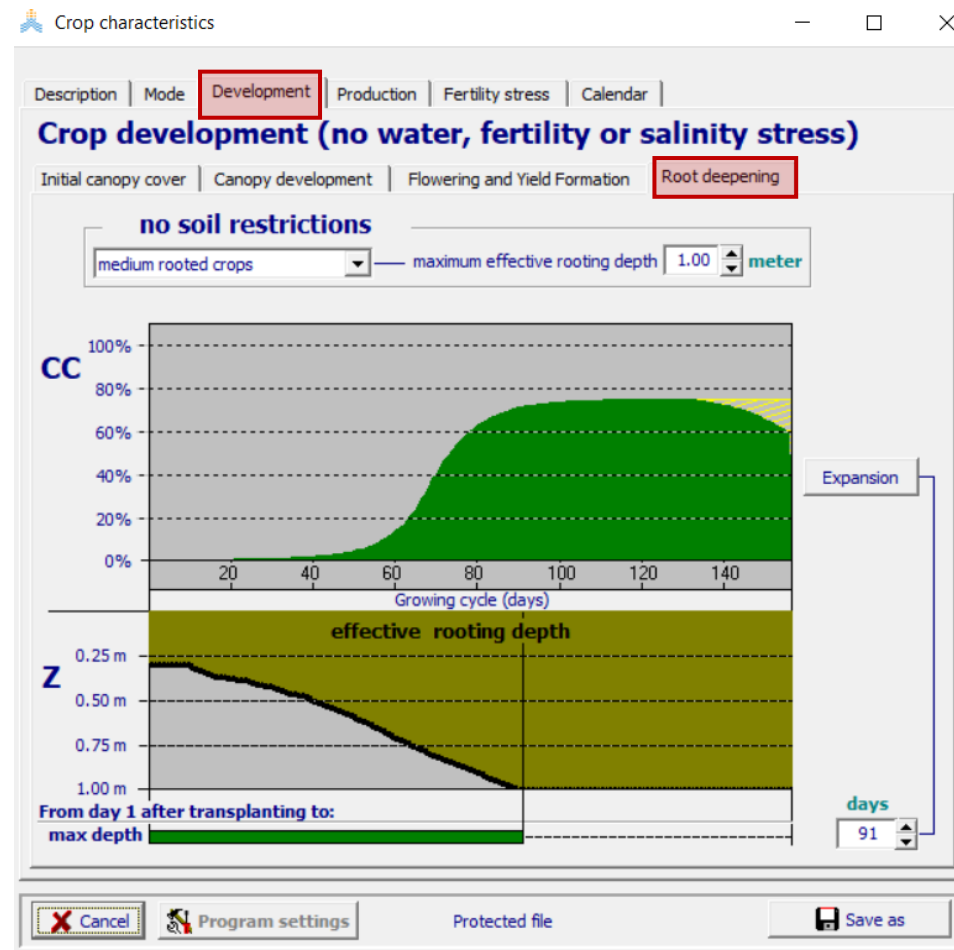 Crop characteristics
Description Mode Development Production Fertility stress Calendar
Crop development (no water, fertility or salinity stress)
Initial canopy cover Canopy development Flowering and Yield Formation Root deepening
no soil restrictions
medium rooted crops maximum effective rooting depth 1.00 meter
CC
100%
80%
60%
40%
20%
0%
Expansion
20 40 60 80 100 120 140
Growing cycle (days)
effective rooting depth
Z
0.25 m
0.50 m
0.75 m
1.00 m
From day 1 after transplanting to:
days
max depth
91
Cancel Program settings Protected file Save as